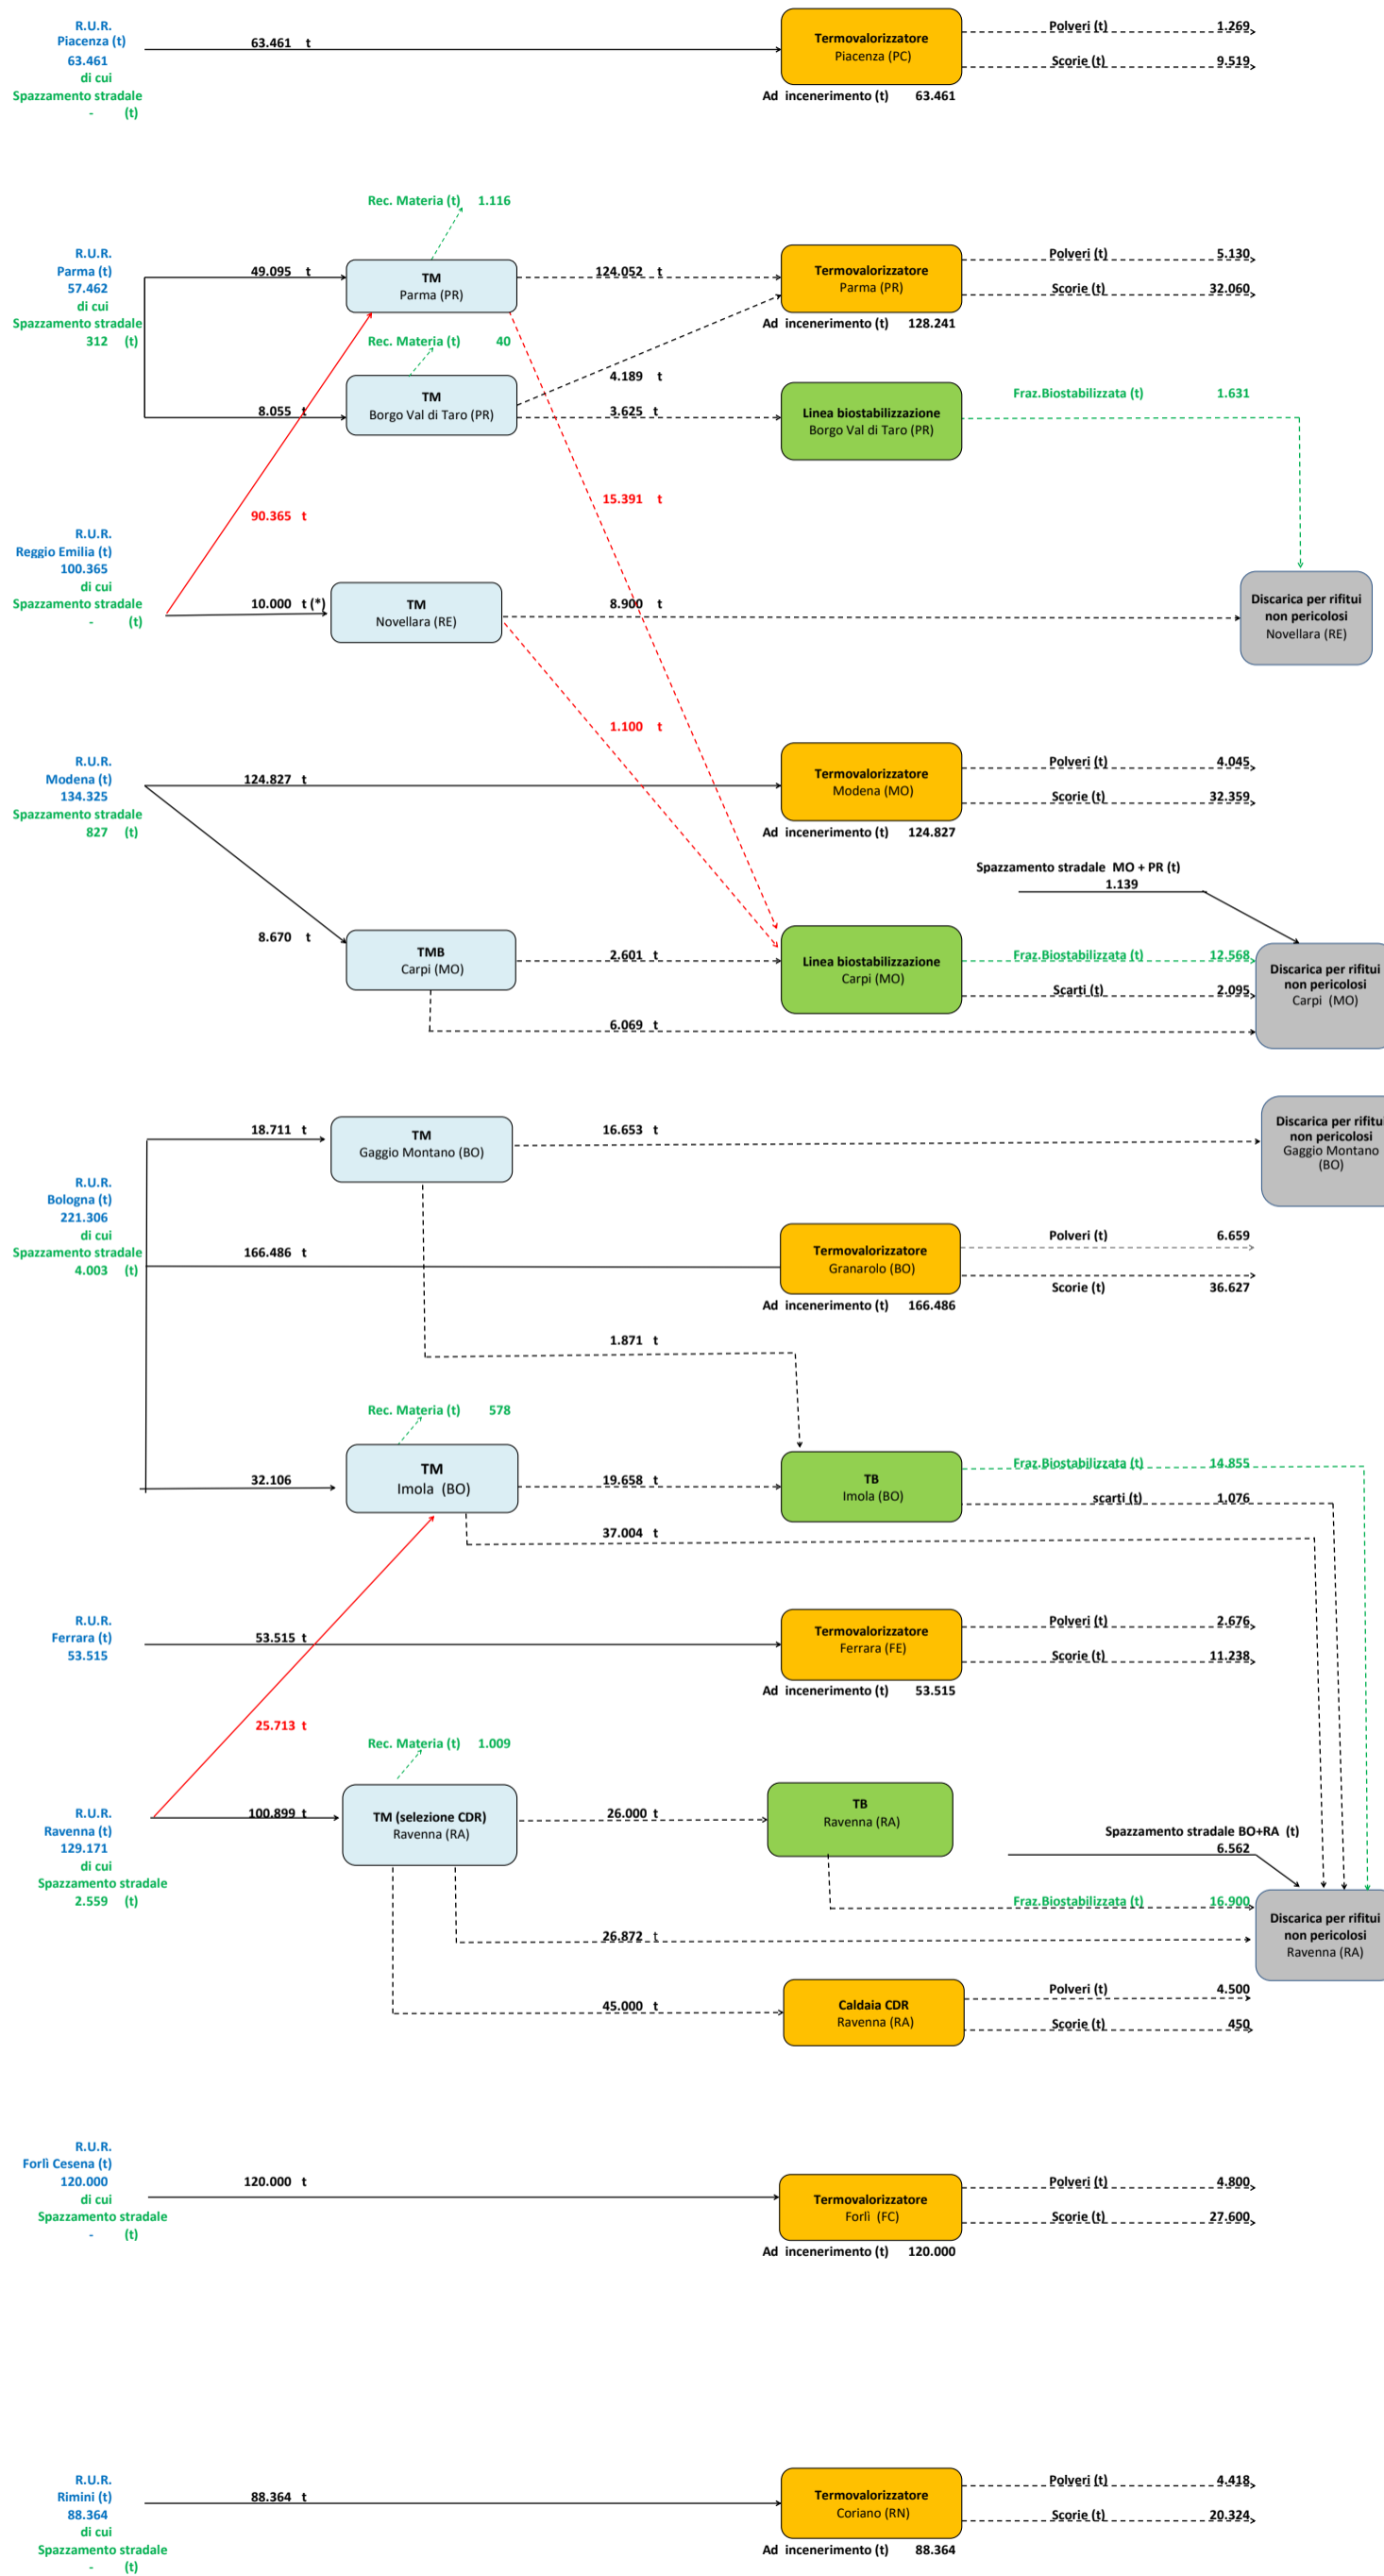 R.U.R.
Piacenza (t)
63.461
di cui
Spazzamento stradale
- (t)
63.461 t
Termovalorizzatore
Piacenza (PC)
Ad incenerimento (t) 63.461
Polveri (t) 1.269
Scorie (t) 9.519
Rec. Materia (t) 1.116
R.U.R.
Parma (t)
57.462
di cui
Spazzamento stradale
312 (t)
49.095 t
TM
Parma (PR)
124.052 t
Termovalorizzatore
Parma (PR)
Ad incenerimento (t) 128.241
Polveri (t) 5.130
Scorie (t) 32.060
Rec. Materia (t) 40
8.055 t
TM
Borgo Val di Taro (PR)
4.189 t
3.625 t
Linea biostabilizzazione
Borgo Val di Taro (PR)
Fraz.Biostabilizzata (t) 1.631
15.391 t
90.365 t
R.U.R.
Reggio Emilia (t)
100.365
di cui
Spazzamento stradale
- (t)
10.000 t (*)
TM
Novellara (RE)
8.900 t
Discarica per rifitui
non pericolosi
Novellara (RE)
1.100 t
R.U.R.
Modena (t)
134.325
Spazzamento stradale
827 (t)
124.827 t
Termovalorizzatore
Modena (MO)
Ad incenerimento (t) 124.827
Polveri (t) 4.045
Scorie (t) 32.359
Spazzamento stradale MO + PR (t)
1.139
8.670 t
TMB
Carpi (MO)
2.601 t
Linea biostabilizzazione
Carpi (MO)
Fraz.Biostabilizzata (t) 12.568
Scarti (t) 2.095
6.069 t
Discarica per rifitui
non pericolosi
Carpi (MO)
18.711 t
TM
Gaggio Montano (BO)
16.653 t
Discarica per rifitui
non pericolosi
Gaggio Montano
(BO)
R.U.R.
Bologna (t)
221.306
di cui
Spazzamento stradale
4.003 (t)
166.486 t
Termovalorizzatore
Granarolo (BO)
Ad incenerimento (t) 166.486
Polveri (t) 6.659
Scorie (t) 36.627
1.871 t
Rec. Materia (t) 578
32.106 t
TM
Imola (BO)
19.658 t
TB
Imola (BO)
Fraz.Biostabilizzata (t) 14.855
scarti (t) 1.076
37.004 t
R.U.R.
Ferrara (t)
53.515
53.515 t
Termovalorizzatore
Ferrara (FE)
Ad incenerimento (t) 53.515
Polveri (t) 2.676
Scorie (t) 11.238
25.713 t
Rec. Materia (t) 1.009
R.U.R.
Ravenna (t)
129.171
di cui
Spazzamento stradale
2.559 (t)
100.899 t
TM (selezione CDR)
Ravenna (RA)
26.000 t
TB
Ravenna (RA)
Spazzamento stradale BO+RA (t)
6.562
Fraz.Biostabilizzata (t) 16.900
26.872 t
Discarica per rifitui
non pericolosi
Ravenna (RA)
45.000 t
Caldaia CDR
Ravenna (RA)
Polveri (t) 4.500
Scorie (t) 450
R.U.R.
Forlì Cesena (t)
120.000
di cui
Spazzamento stradale
- (t)
120.000 t
Termovalorizzatore
Forlì (FC)
Ad incenerimento (t) 120.000
Polveri (t) 4.800
Scorie (t) 27.600
R.U.R.
Rimini (t)
88.364
di cui
Spazzamento stradale
- (t)
88.364 t
Termovalorizzatore
Coriano (RN)
Ad incenerimento (t) 88.364
Polveri (t) 4.418
Scorie (t) 20.324